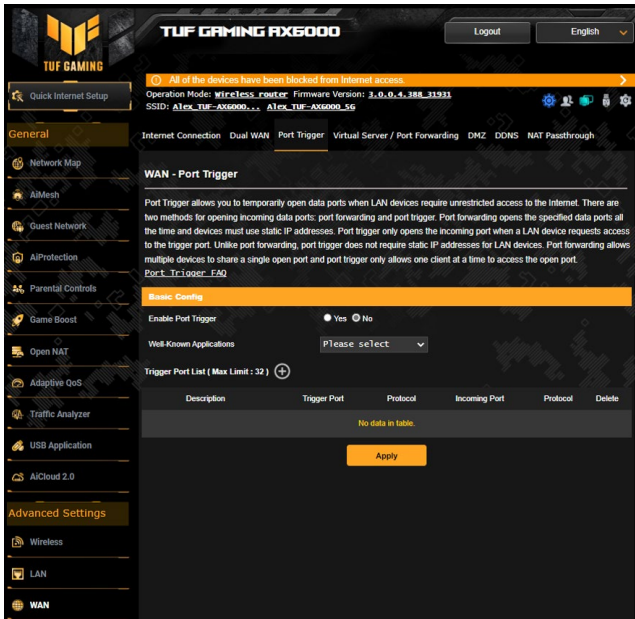 TUF GAMING
TUF GAMING AX6000
Logout
English
Quick Internet Setup
All of the devices have been blocked from Internet access.
Operation Mode: Wireless router Firmware Version: 3.0.0.4.388_31931
SSID: Alex_TUF-AX6000... Alex_TUF-AX6000_5G
General
Network Map
AiMesh
Guest Network
AiProtection
Parental Controls
Game Boost
Open NAT
Adaptive QoS
Traffic Analyzer
USB Application
AiCloud 2.0
Advanced Settings
Wireless
LAN
WAN
Internet Connection Dual WAN Port Trigger Virtual Server / Port Forwarding DMZ DDNS NAT Passthrough
WAN - Port Trigger
Port Trigger allows you to temporarily open data ports when LAN devices require unrestricted access to the Internet. There are
two methods for opening incoming data ports: port forwarding and port trigger. Port forwarding opens the specified data ports all
the time and devices must use static IP addresses. Port trigger only opens the incoming port when a LAN device requests access
to the trigger port. Unlike port forwarding, port trigger does not require static IP addresses for LAN devices. Port forwarding allows
multiple devices to share a single open port and port trigger only allows one client at a time to access the open port.
Port Trigger FAQ
Basic Config
Enable Port Trigger Yes No
Well-Known Applications Please select
Trigger Port List ( Max Limit : 32 )
Description Trigger Port Protocol Incoming Port Protocol Delete
No data in table.
Apply